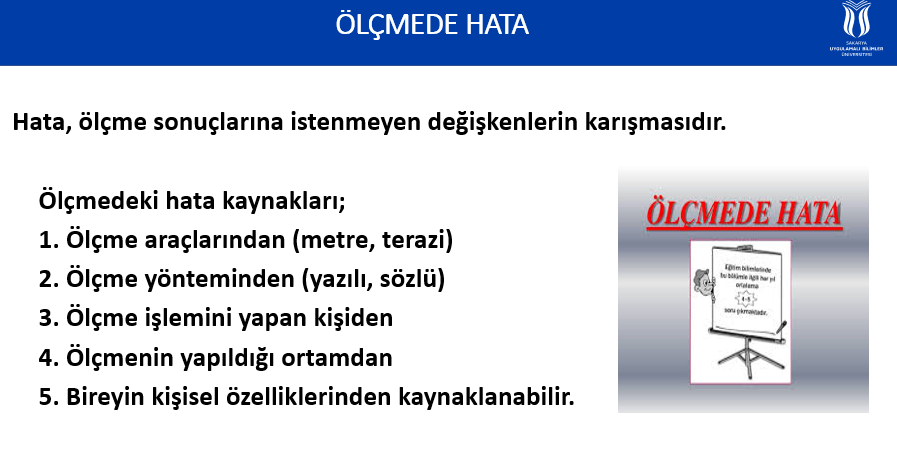 ÖLÇMEDE HATA
SAKARYA
UYGULAMALI BİLİMLER
ÜNİVERSİTESİ
Hata, ölçme sonuçlarına istenmeyen değişkenlerin karışmasıdır.
Ölçmedeki hata kaynakları;
1. Ölçme araçlarından (metre, terazi)
2. Ölçme yönteminden (yazılı, sözlü)
3. Ölçme işlemini yapan kişiden
4. Ölçmenin yapıldığı ortamdan
5. Bireyin kişisel özelliklerinden kaynaklanabilir.
ÖLÇMEDE HATA
Eğitim bilimlerinde
bu bölümle ilgili her yıl
ortalama
4-5
soru çıkmaktadır.